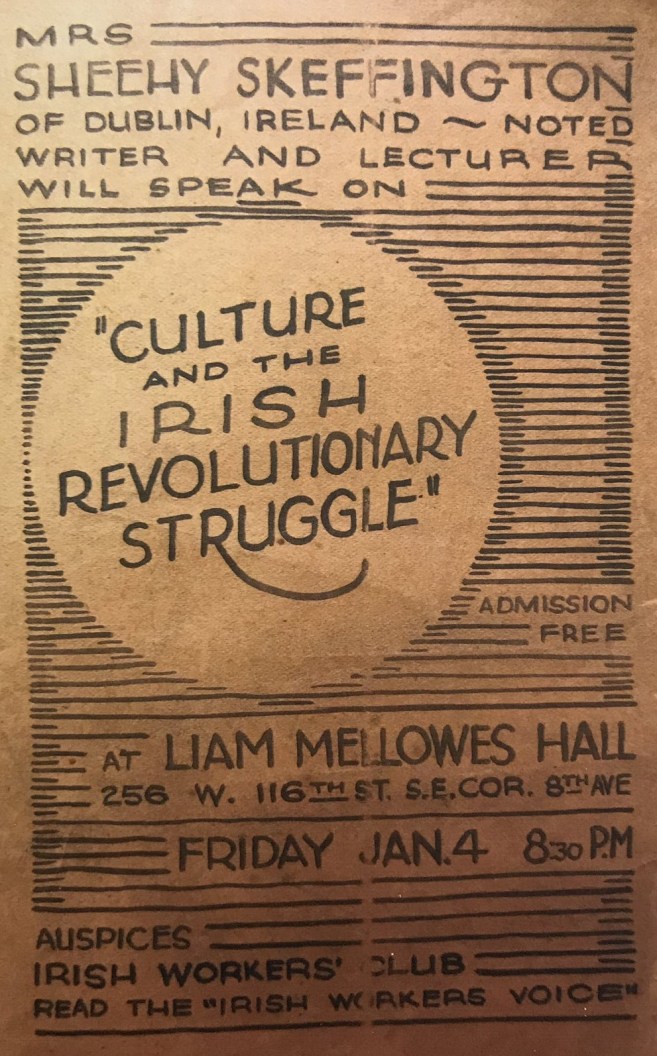 MRS
SHEEHY SKEFFINGTON
OF DUBLIN, IRELAND ~ NOTED
WRITER AND LECTURER
WILL SPEAK ON
"CULTURE
AND THE
IRISH
REVOLUTIONARY
STRUGGLE."
ADMISSION
FREE
AT LIAM MELLOWES HALL
256 W. 116TH ST. S.E. COR. 8TH AVE
FRIDAY JAN. 4 8:30 P.M
AUSPICES
IRISH WORKERS' CLUB
READ THE "IRISH WORKERS VOICE"